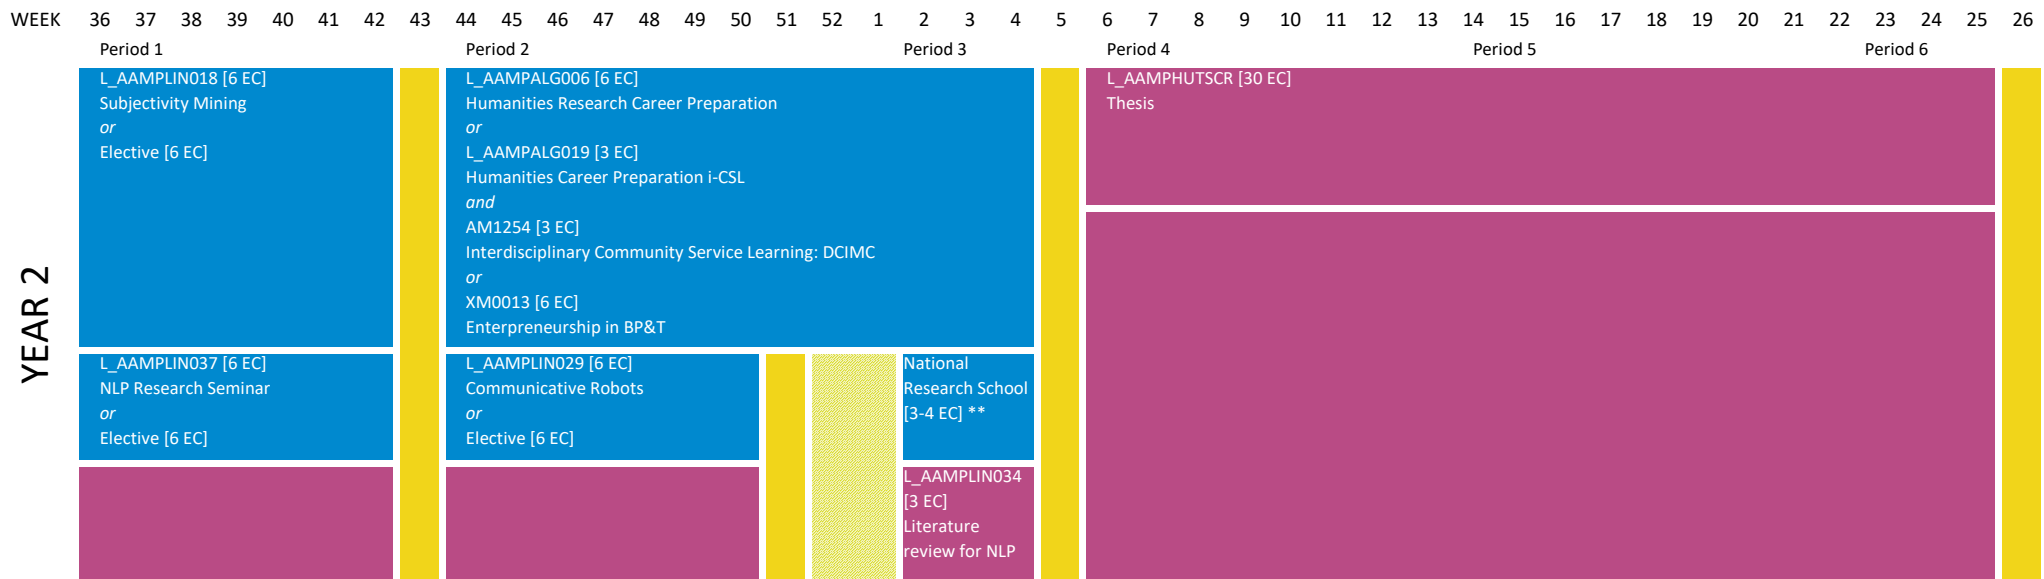 WEEK 36 37 38 39 40 41 42 43 44 45 46 47 48 49 50 51 52 1 2 3 4 5 6 7 8 9 10 11 12 13 14 15 16 17 18 19 20 21 22 23 24 25 26
Period 1 Period 2 Period 3 Period 4 Period 5 Period 6
YEAR 2
L_AAMPLIN018 [6 EC]
Subjectivity Mining
or
Elective [6 EC]
L_AAMPALG006 [6 EC]
Humanities Research Career Preparation
or
L_AAMPALG019 [3 EC]
Humanities Career Preparation i-CSL
and
AM1254 [3 EC]
Interdisciplinary Community Service Learning: DCIMC
or
XM0013 [6 EC]
Enterpreneurship in BP&T
L_AAMPHUTSCR [30 EC]
Thesis
L_AAMPLIN037 [6 EC]
NLP Research Seminar
or
Elective [6 EC]
L_AAMPLIN029 [6 EC]
Communicative Robots
or
Elective [6 EC]
National
Research School
[3-4 EC] **
L_AAMPLIN034
[3 EC]
Literature
review for NLP